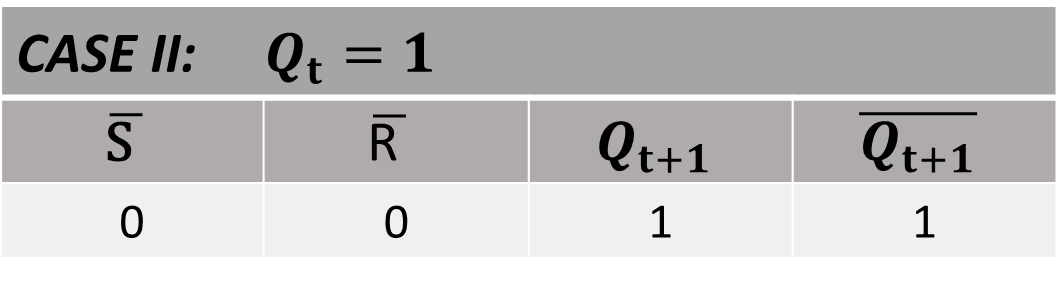 CASE II: Qt = 1
S̅ R̅ Qt+1 Q̅t̅+̅1̅
0 0 1 1